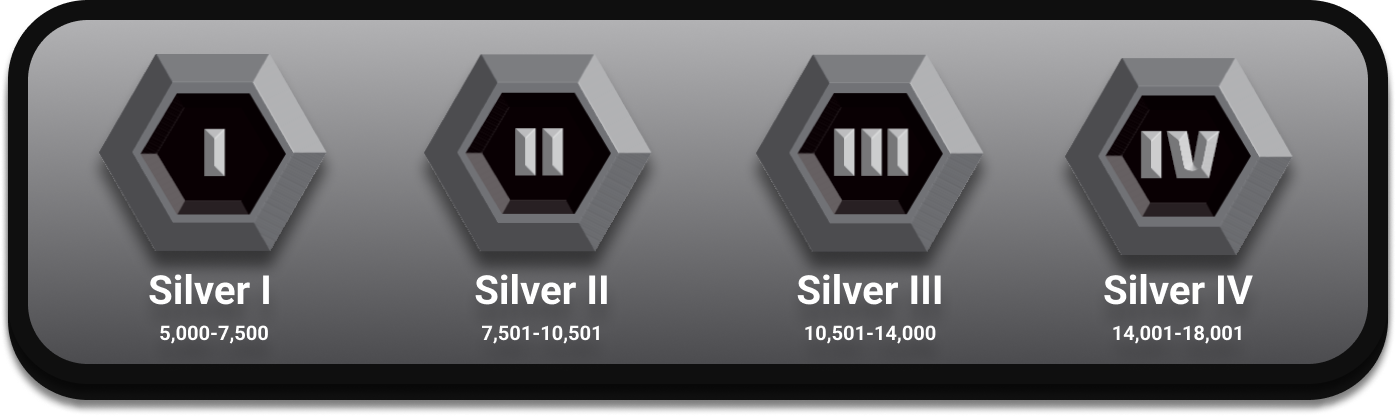 I II III IV
Silver I Silver II Silver III Silver IV
5,000-7,500 7,501-10,501 10,501-14,000 14,001-18,001